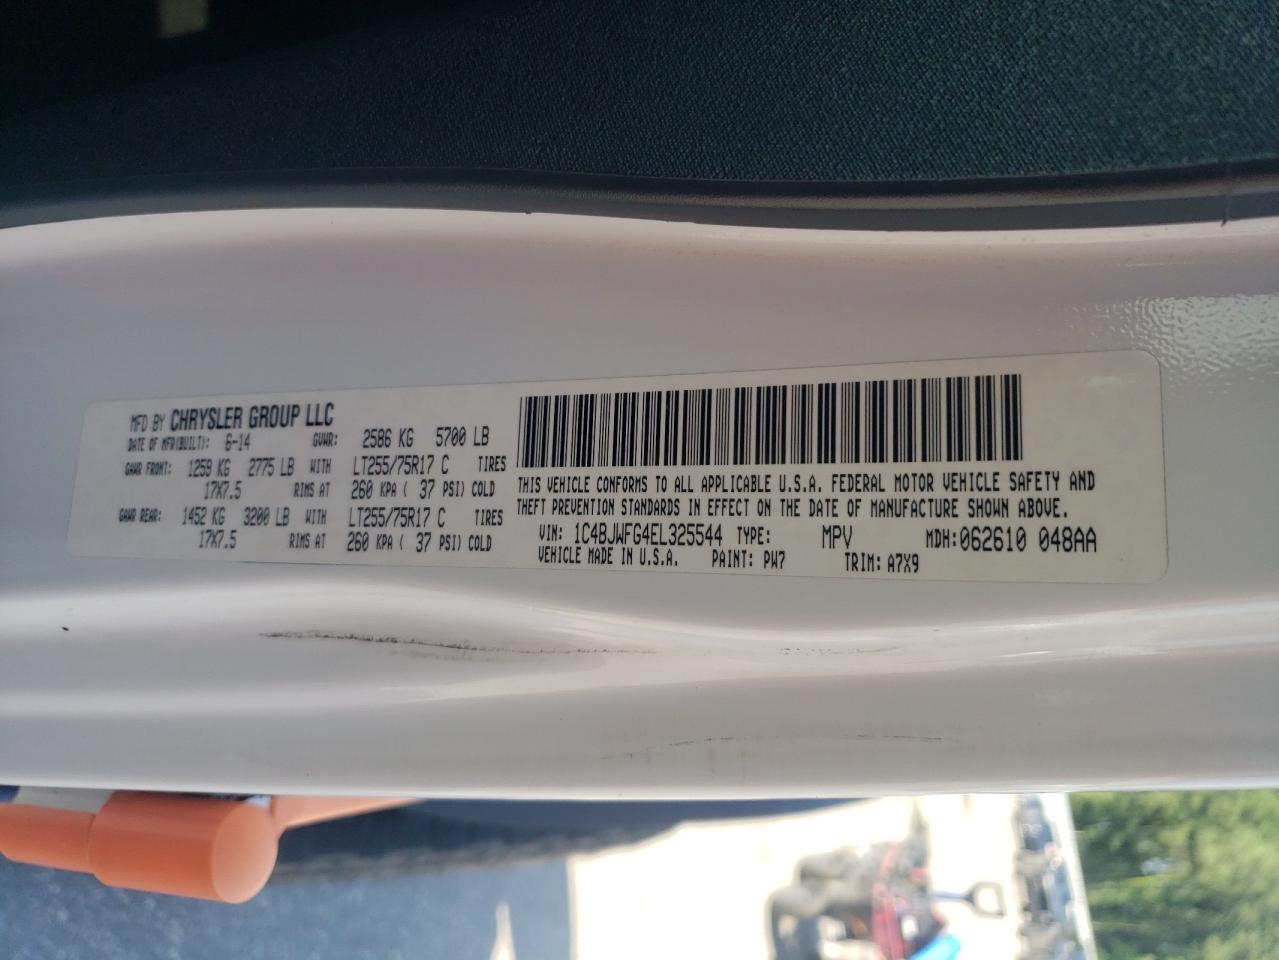 MFD BY CHRYSLER GROUP LLC
DATE OF MFR(BUILT): 6-14 GVWR: 2586 KG 5700 LB
GAWR FRONT: 1259 KG 2775 LB WITH LT255/75R17 C TIRES
17X7.5 RIMS AT 260 KPA ( 37 PSI) COLD
GAWR REAR: 1452 KG 3200 LB WITH LT255/75R17 C TIRES
17X7.5 RIMS AT 260 KPA ( 37 PSI) COLD
THIS VEHICLE CONFORMS TO ALL APPLICABLE U.S.A. FEDERAL MOTOR VEHICLE SAFETY AND
THEFT PREVENTION STANDARDS IN EFFECT ON THE DATE OF MANUFACTURE SHOWN ABOVE.
VIN: 1C4BJWFG4EL325544 TYPE: MPV MDH:062610 048AA
VEHICLE MADE IN U.S.A. PAINT: PW7 TRIM: A7X9